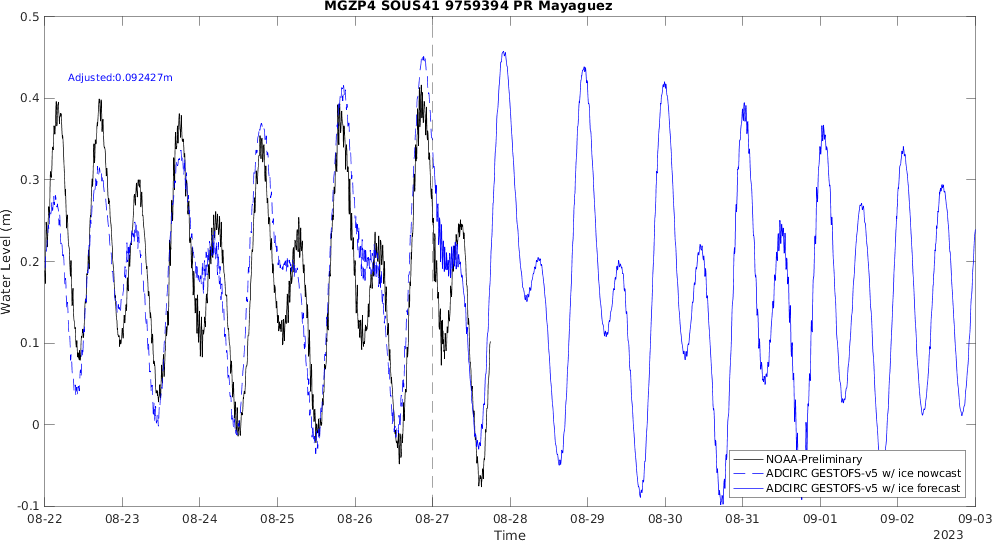 MGZP4 SOUS41 9759394 PR Mayaguez
0.5
Adjusted:0.092427m
0.4
0.3
0.2
0.1
0
-0.1
Water Level (m)
NOAA-Preliminary
ADCIRC GESTOFS-v5 w/ ice nowcast
ADCIRC GESTOFS-v5 w/ ice forecast
08-22 08-23 08-24 08-25 08-26 08-27 08-28 08-29 08-30 08-31 09-01 09-02 09-03
Time
2023